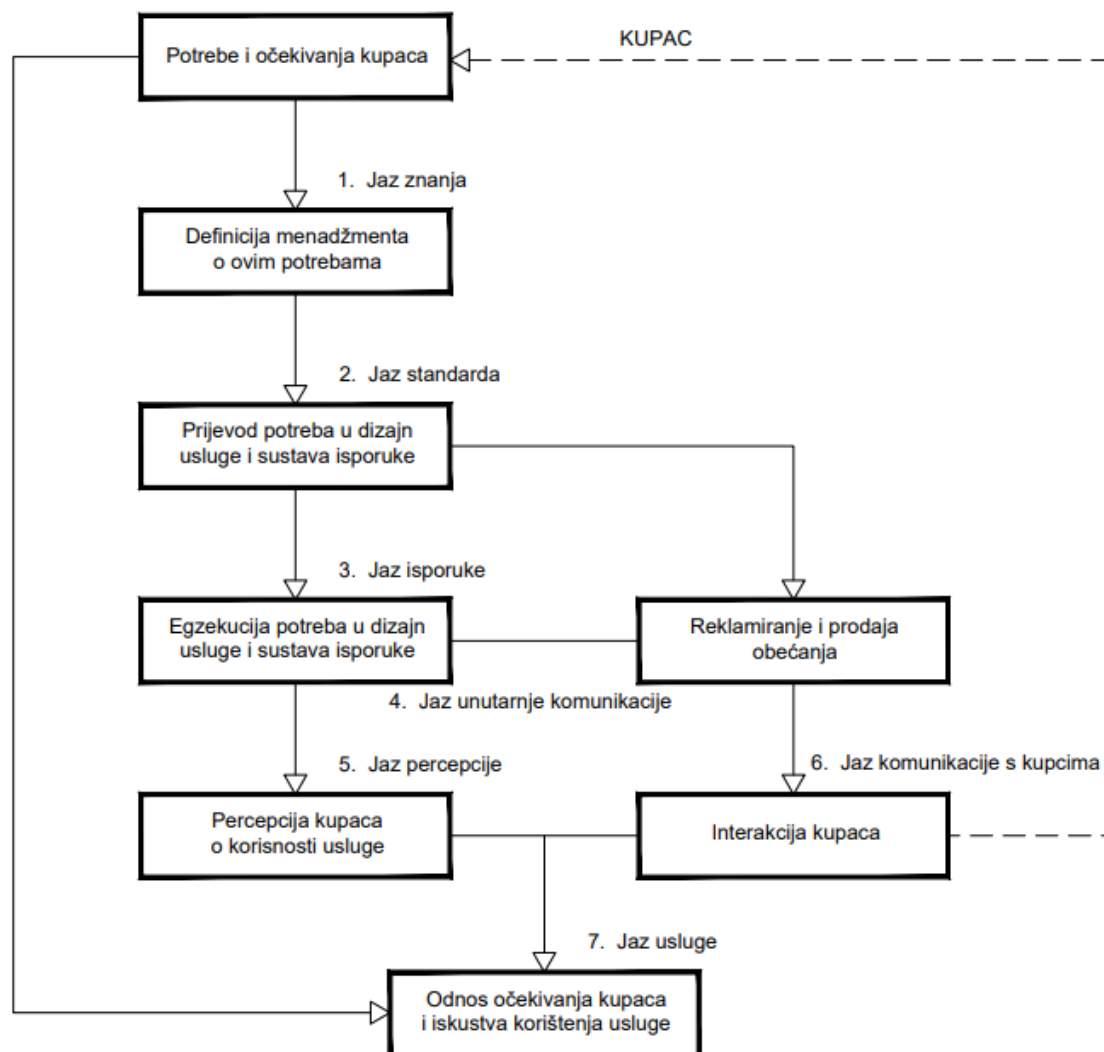 KUPAC
Potrebe i očekivanja kupaca
1. Jaz znanja
Definicija menadžmenta
o ovim potrebama
2. Jaz standarda
Prijevod potreba u dizajn
usluge i sustava isporuke
3. Jaz isporuke
Egzekucija potreba u dizajn
usluge i sustava isporuke
Reklamiranje i prodaja
obećanja
4. Jaz unutarnje komunikacije
5. Jaz percepcije
6. Jaz komunikacije s kupcima
Percepcija kupaca
o korisnosti usluge
Interakcija kupaca
7. Jaz usluge
Odnos očekivanja kupaca
i iskustva korištenja usluge